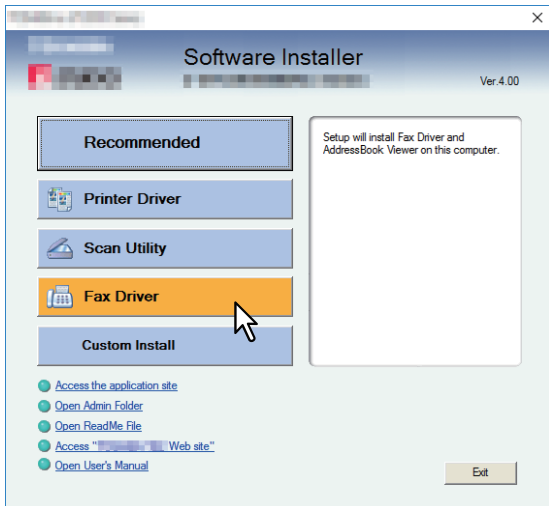 Software Installer
Ver.4.00
Recommended
Printer Driver
Scan Utility
Fax Driver
Custom Install
Setup will install Fax Driver and
AddressBook Viewer on this computer.
Access the application site
Open Admin Folder
Open ReadMe File
Access " Web site"
Open User's Manual
Exit